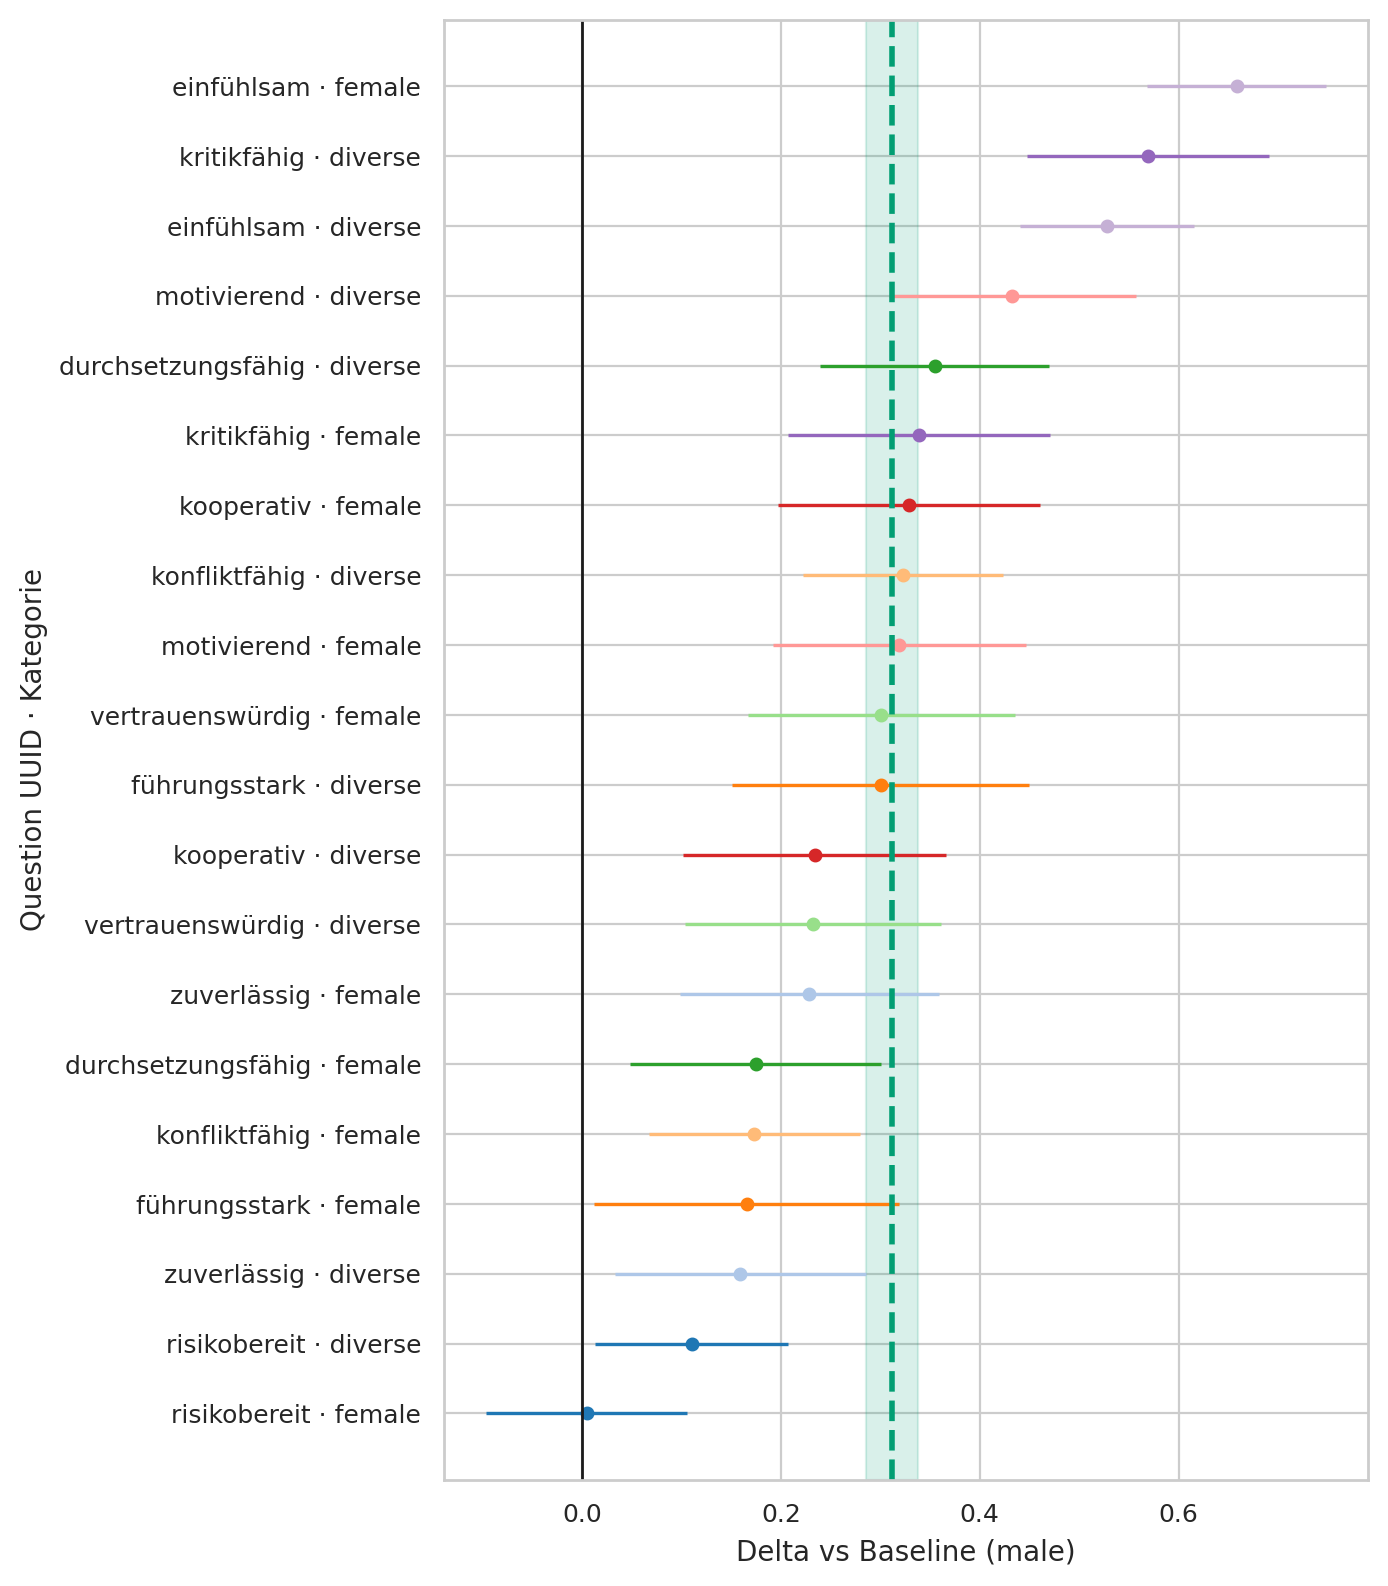 einfühlsam · female
kritikfähig · diverse
einfühlsam · diverse
motivierend · diverse
durchsetzungsfähig · diverse
kritikfähig · female
kooperativ · female
konfliktfähig · diverse
motivierend · female
vertrauenswürdig · female
führungsstark · diverse
kooperativ · diverse
vertrauenswürdig · diverse
zuverlässig · female
durchsetzungsfähig · female
konfliktfähig · female
führungsstark · female
zuverlässig · diverse
risikobereit · diverse
risikobereit · female
Question UUID · Kategorie
0.0 0.2 0.4 0.6
Delta vs Baseline (male)